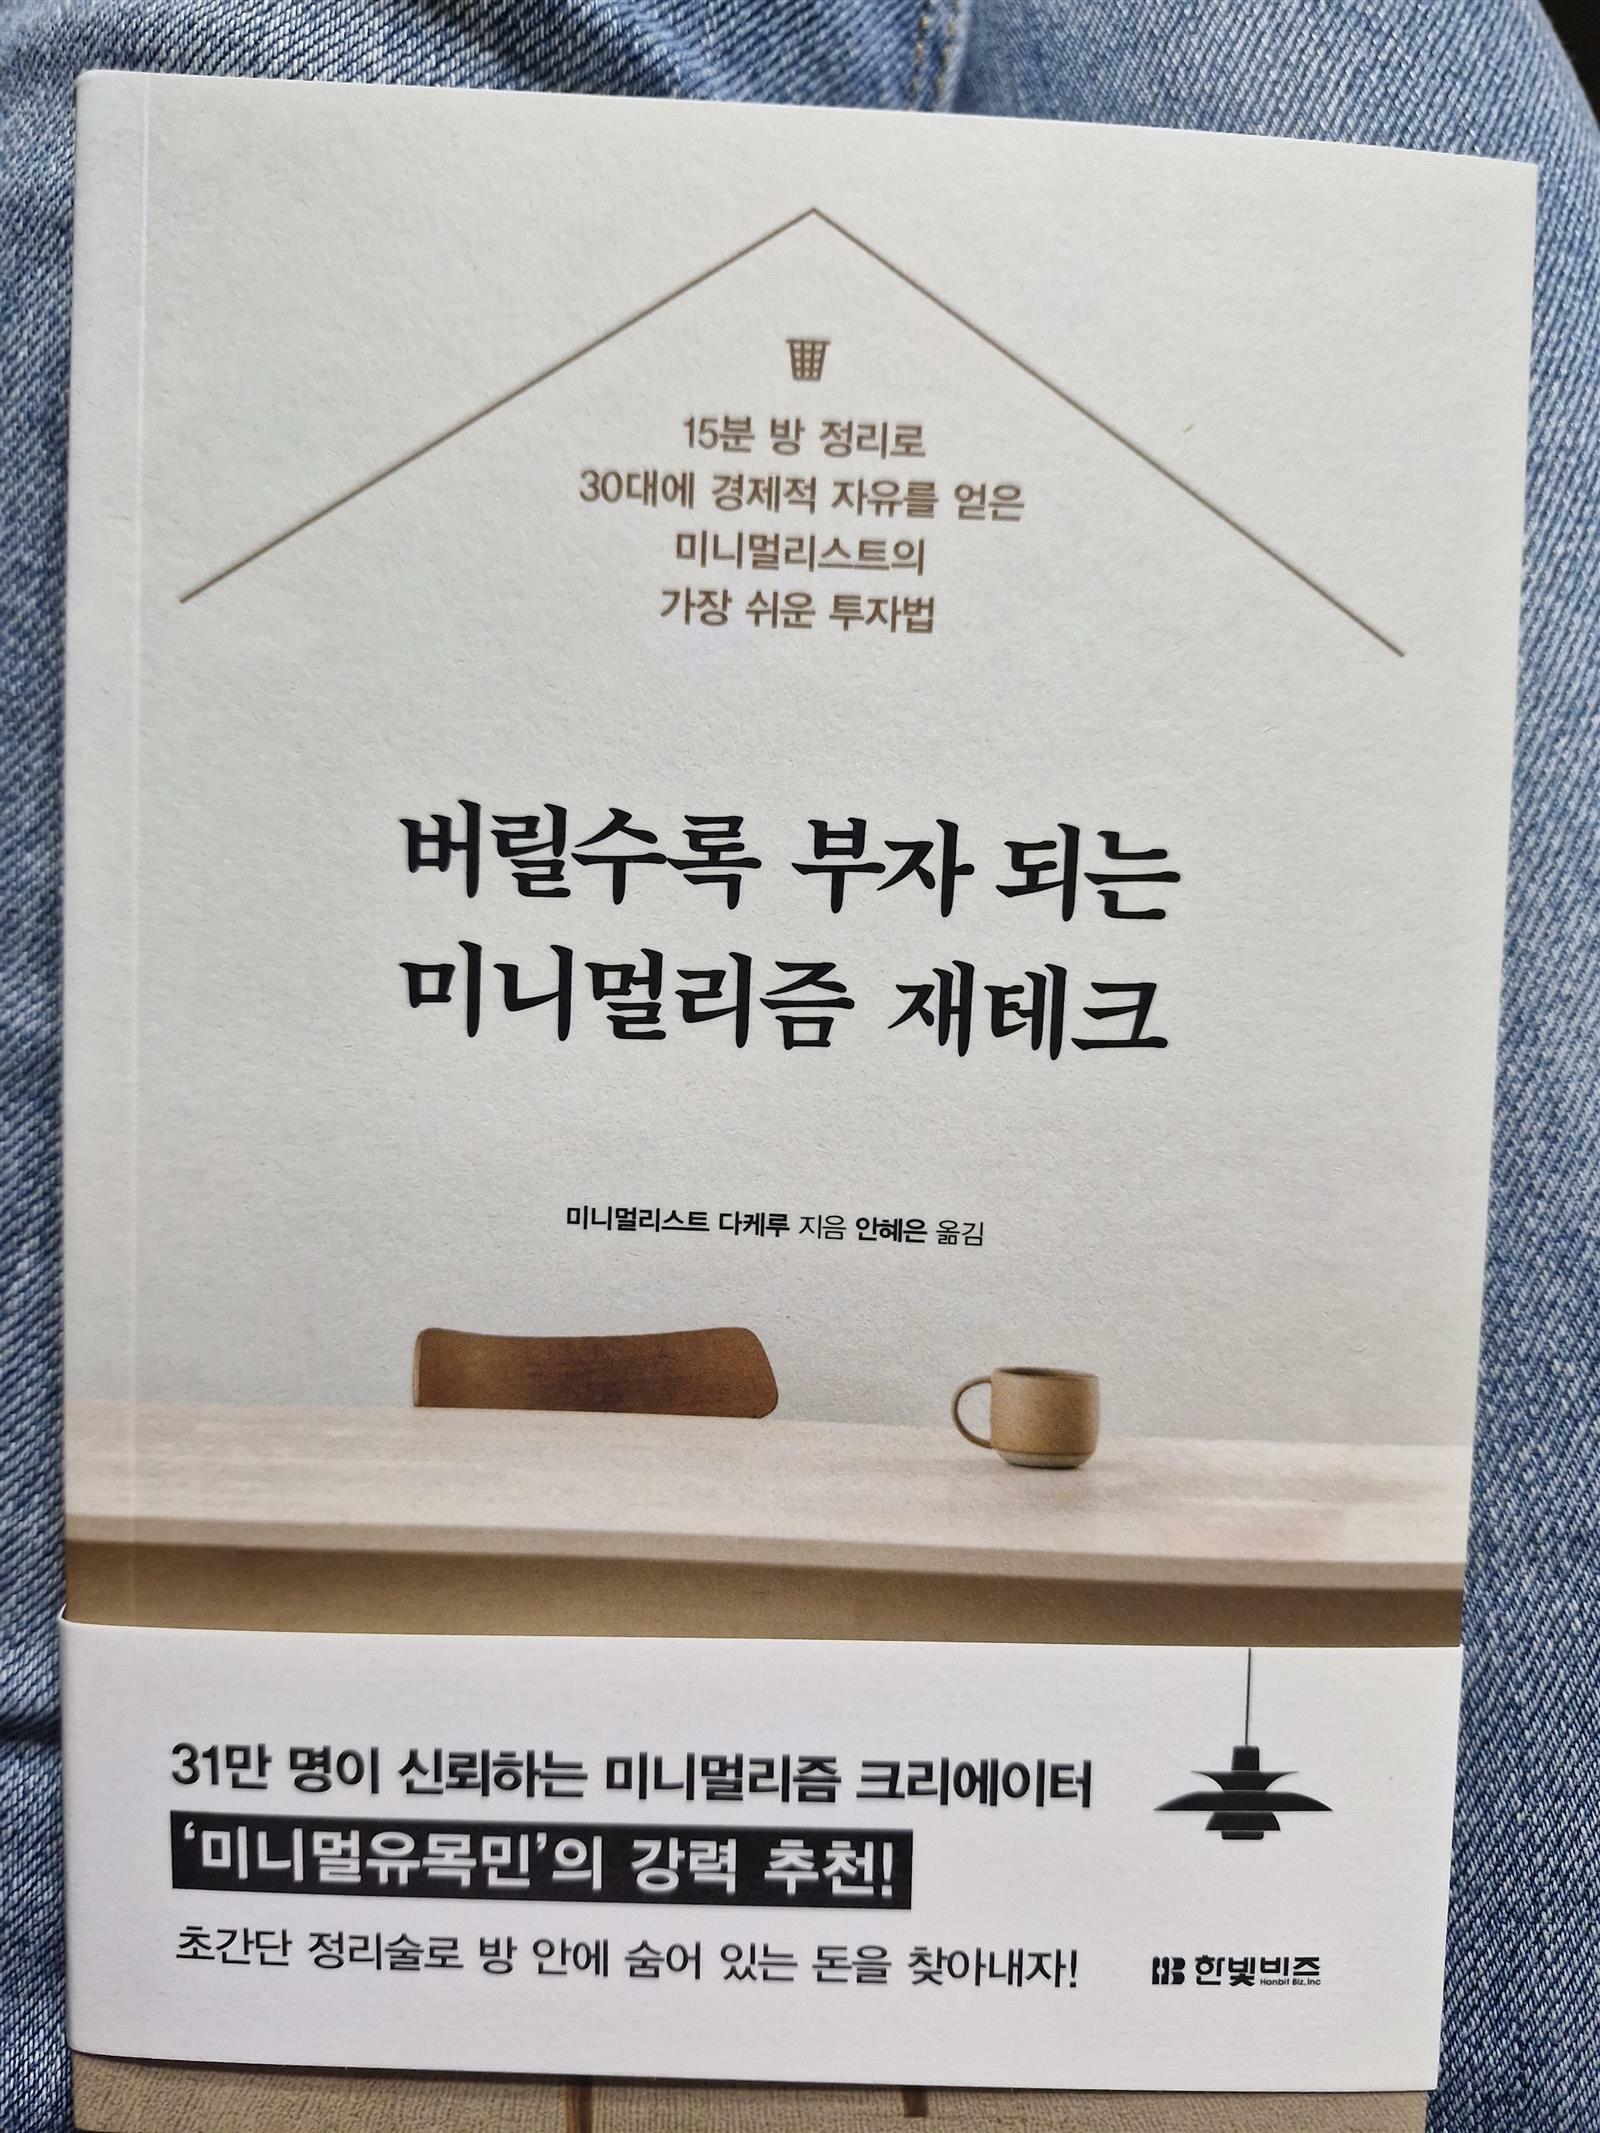 15분 방 정리로
30대에 경제적 자유를 얻은
미니멀리스트의
가장 쉬운 투자법
버릴수록 부자 되는
미니멀리즘 재테크
미니멀리스트 다케루 지음 안혜은 옮김
31만 명이 신뢰하는 미니멀리즘 크리에이터
‘미니멀유목민’의 강력 추천!
초간단 정리술로 방 안에 숨어 있는 돈을 찾아내자!
HB 한빛비즈
Hanbit Biz, Inc